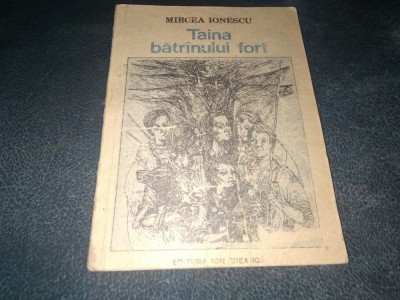 MIRCEA IONESCU
Taina
bătrînului fort
EDITURA ION CREANGĂ